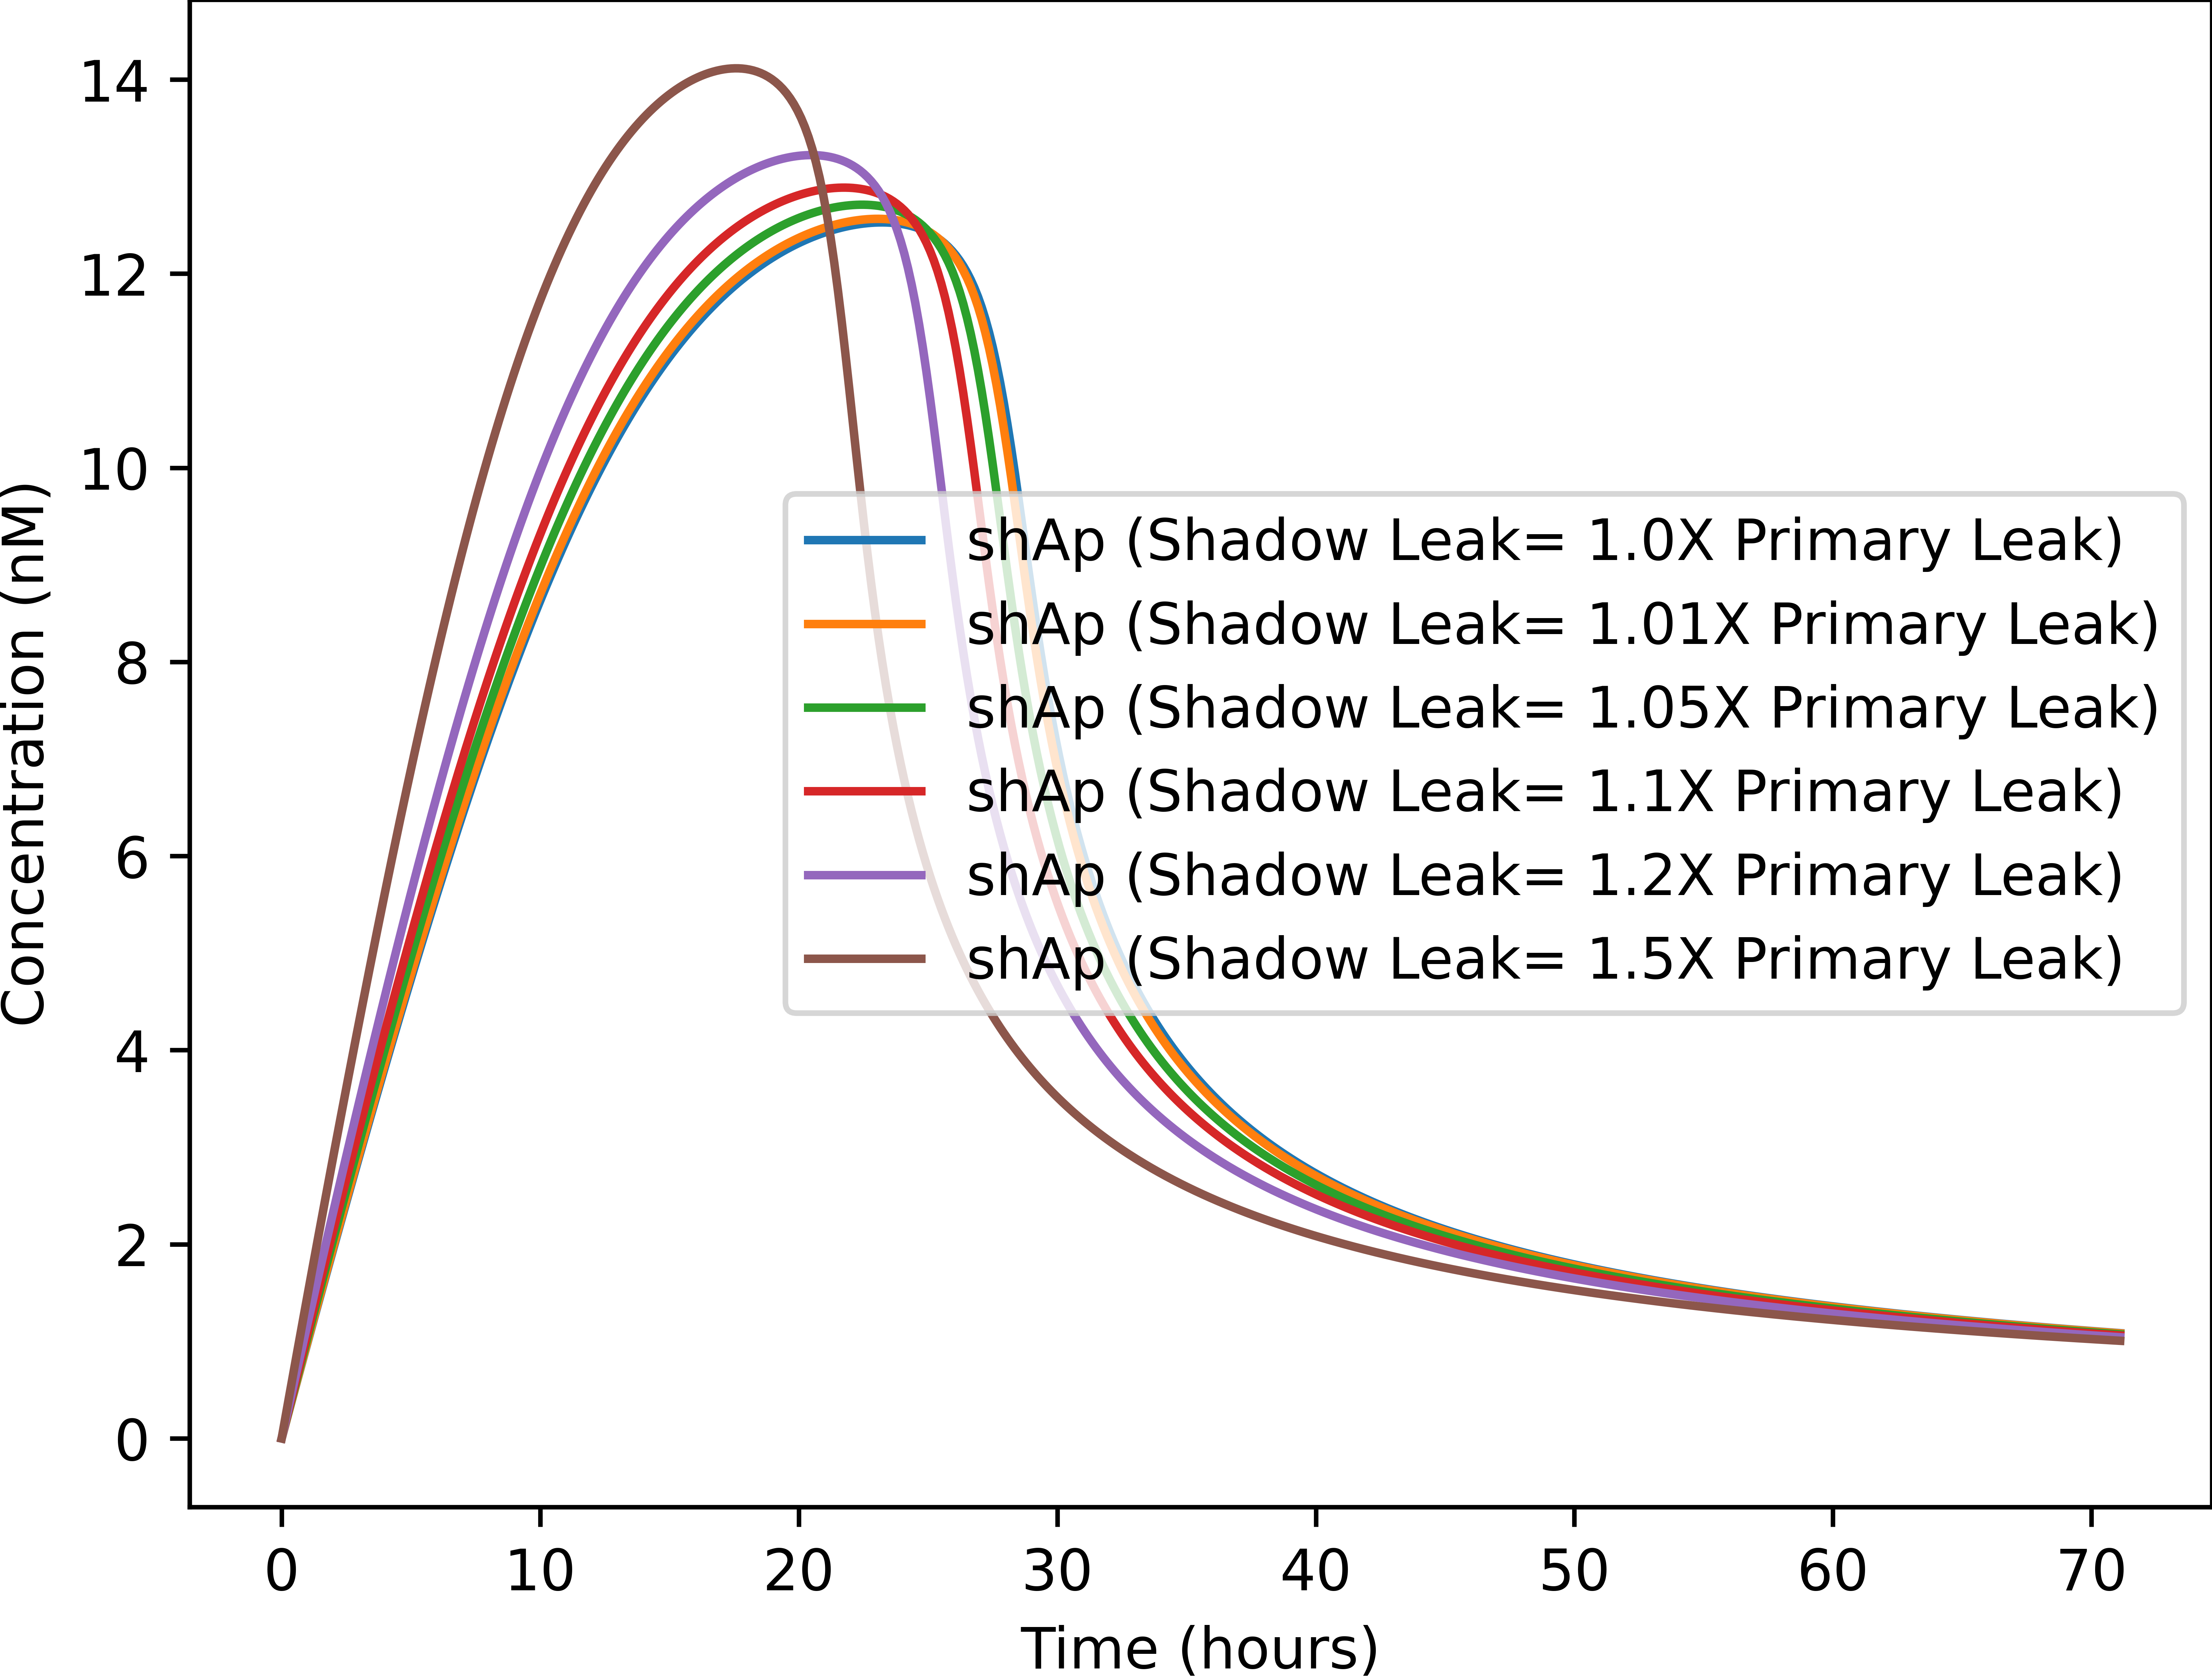 14
12
10
8
6
4
2
0
Concentration (nM)
shAp (Shadow Leak= 1.0X Primary Leak)
shAp (Shadow Leak= 1.01X Primary Leak)
shAp (Shadow Leak= 1.05X Primary Leak)
shAp (Shadow Leak= 1.1X Primary Leak)
shAp (Shadow Leak= 1.2X Primary Leak)
shAp (Shadow Leak= 1.5X Primary Leak)
0 10 20 30 40 50 60 70
Time (hours)